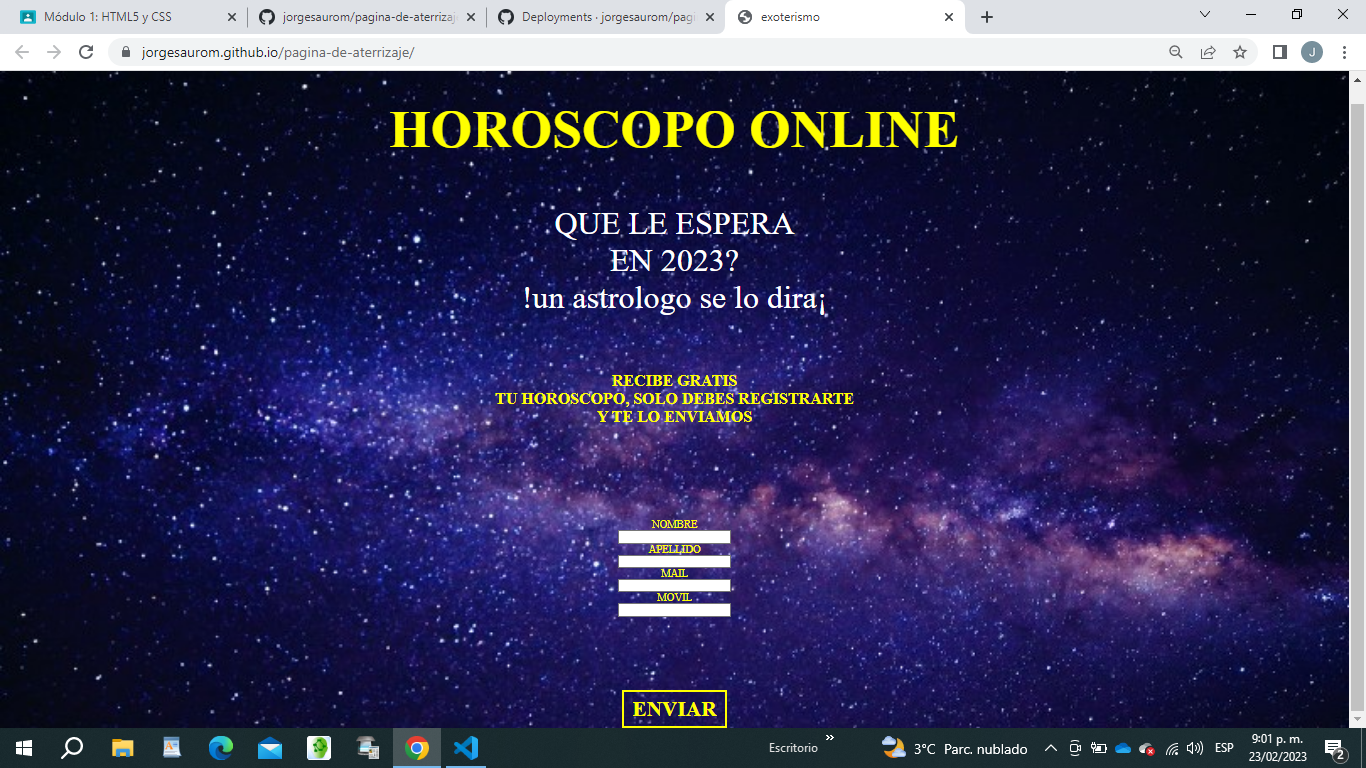 Módulo 1: HTML5 y CSS
jorgesaurom/pagina-de-aterrizaj
Deployments · jorgesaurom/pagi
exoterismo
jorgesaurom.github.io/pagina-de-aterrizaje/
J
HOROSCOPO ONLINE
QUE LE ESPERA
EN 2023?
!un astrologo se lo dira¡
RECIBE GRATIS
TU HOROSCOPO, SOLO DEBES REGISTRARTE
Y TE LO ENVIAMOS
NOMBRE
APELLIDO
MAIL
MOVIL
ENVIAR
Escritorio
3°C Parc. nublado
ESP
9:01 p. m.
23/02/2023
2